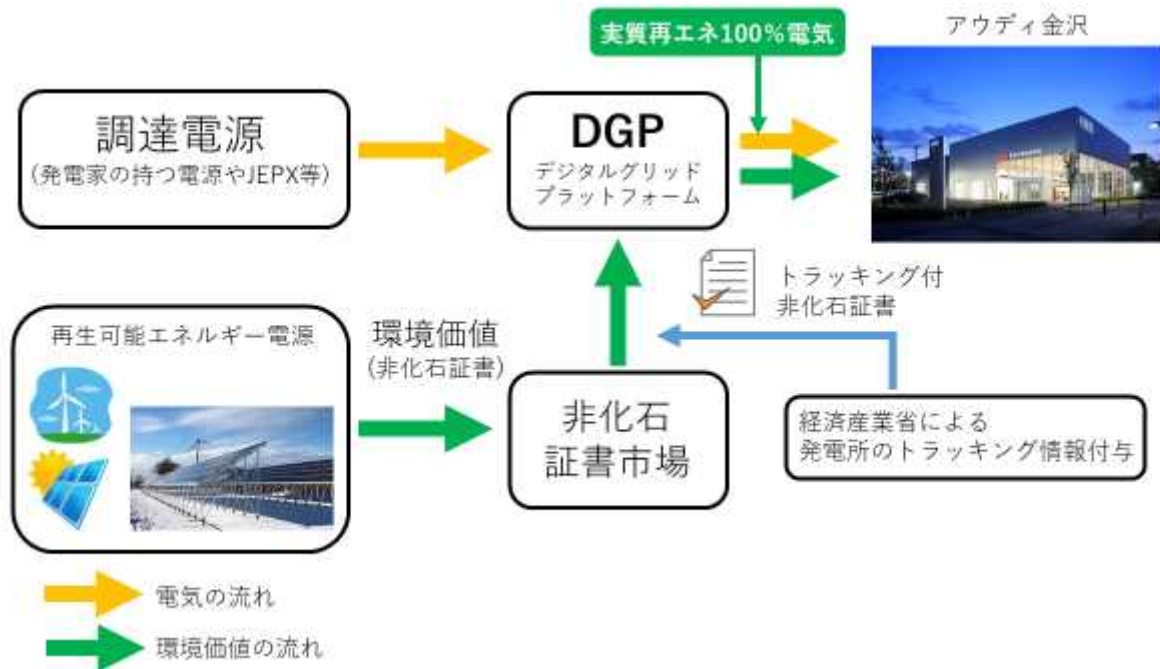 実質再エネ100%電気
アウディ金沢
調達電源
(発電家の持つ電源やJEPX等)
DGP
デジタルグリッド
プラットフォーム
トラッキング付
非化石証書
再生可能エネルギー電源
環境価値
(非化石証書)
非化石
証書市場
経済産業省による
発電所のトラッキング情報付与
電気の流れ
環境価値の流れ